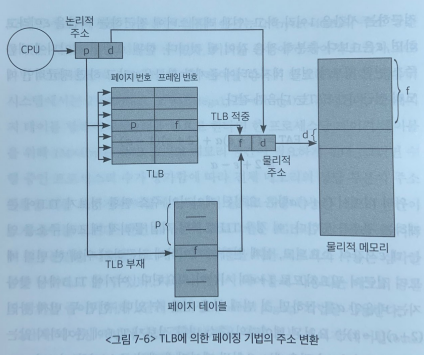 논리적
주소
CPU
p d
페이지 번호 프레임 번호
TLB 적중
p f
f d
d
f
물리적
주소
TLB
물리적 메모리
p
f
TLB 부재
페이지 테이블
<그림 7-6> TLB에 의한 페이징 기법의 주소 변환